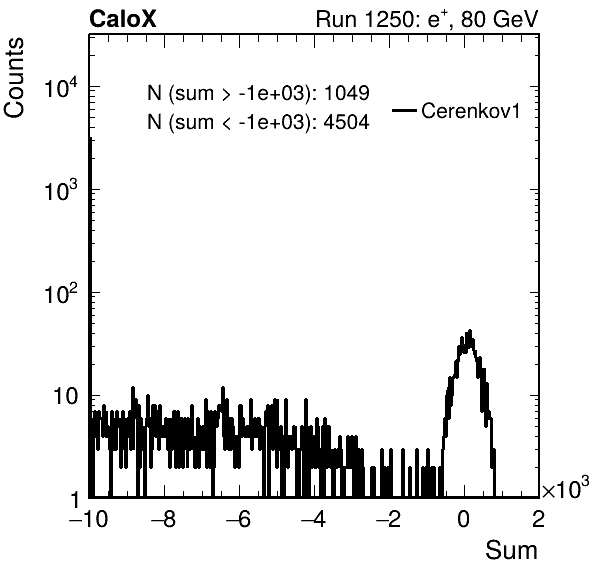 CaloX Run 1250: e⁺, 80 GeV
Counts
N (sum > -1e+03): 1049
N (sum < -1e+03): 4504
Cerenkov1
10⁴
10³
10²
10
1
−10 −8 −6 −4 −2 0 2
×10³
Sum